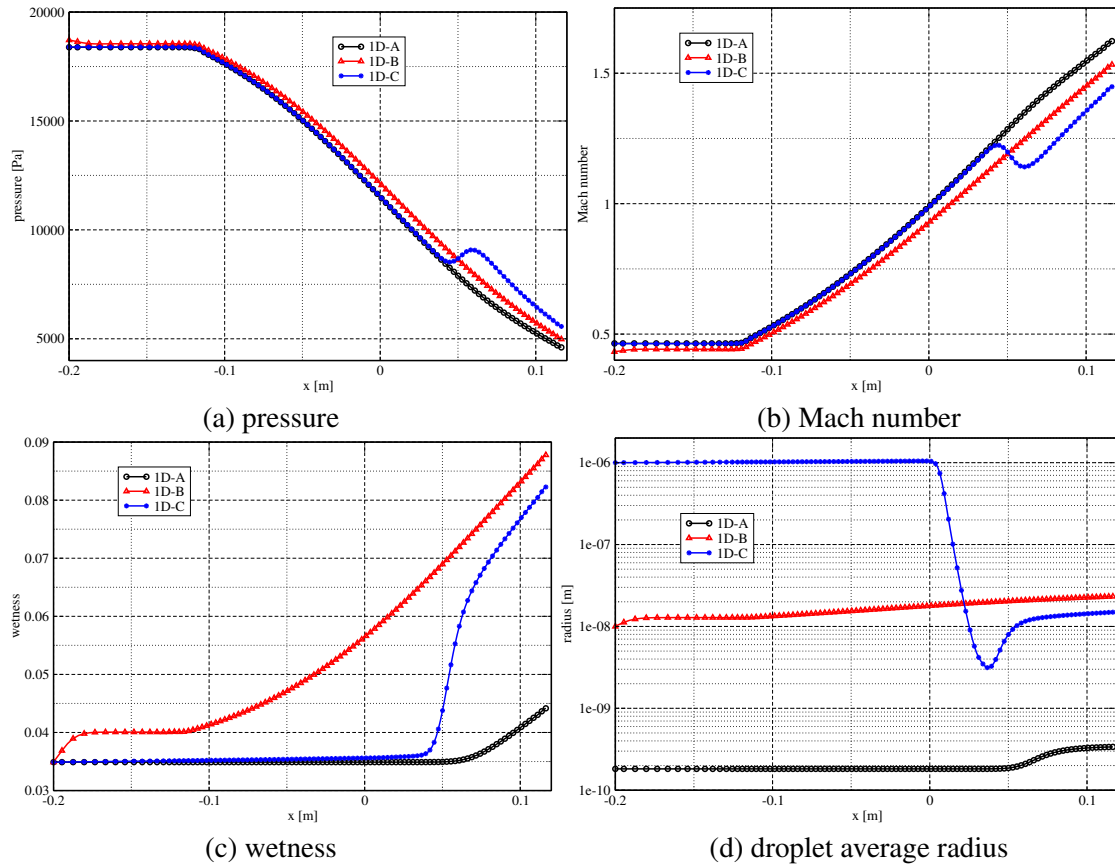 20000
15000
10000
5000
pressure [Pa]
1D-A
1D-B
1D-C
-0.2
-0.1
0
0.1
x [m]
(a) pressure
1.5
1
0.5
Mach number
1D-A
1D-B
1D-C
-0.2
-0.1
0
0.1
x [m]
(b) Mach number
0.09
0.08
0.07
0.06
0.05
0.04
0.03
wetness
1D-A
1D-B
1D-C
-0.2
-0.1
0
0.1
x [m]
(c) wetness
1e-06
1e-07
1e-08
1e-09
1e-10
radius [m]
1D-A
1D-B
1D-C
-0.2
-0.1
0
0.1
x [m]
(d) droplet average radius